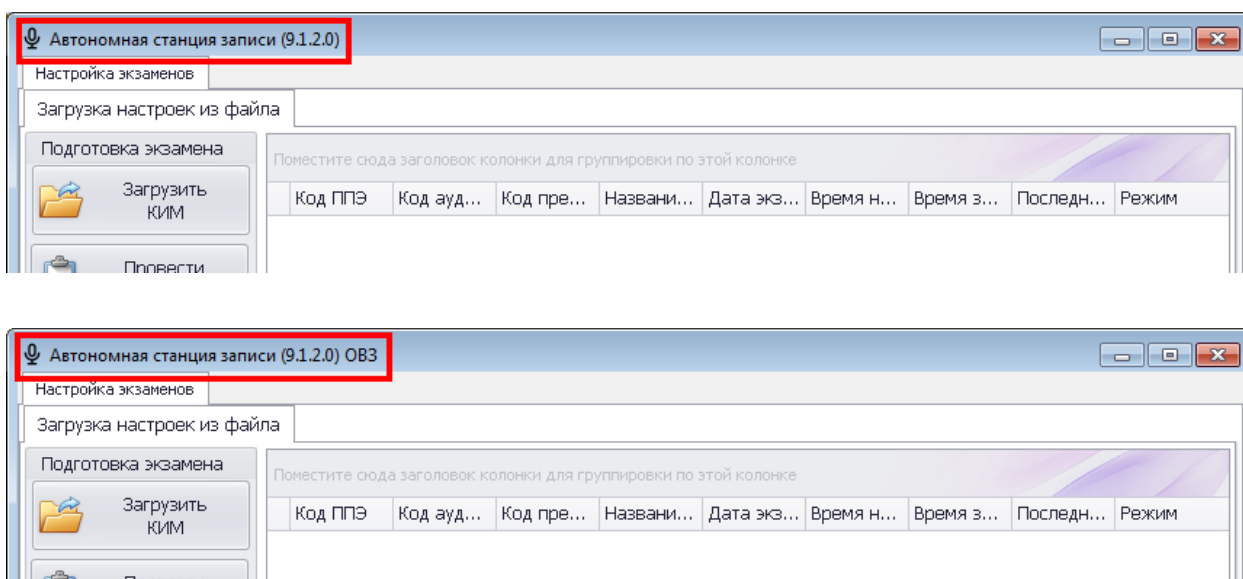 Автономная станция записи (9.1.2.0)
Настройка экзаменов
Загрузка настроек из файла
Подготовка экзамена
Поместите сюда заголовок колонки для группировки по этой колонке
Загрузить КИМ
Код ППЭ Код ауд... Код пре... Названи... Дата экз... Время н... Время з... Последн... Режим
Провести
Автономная станция записи (9.1.2.0) ОВЗ
Настройка экзаменов
Загрузка настроек из файла
Подготовка экзамена
Поместите сюда заголовок колонки для группировки по этой колонке
Загрузить КИМ
Код ППЭ Код ауд... Код пре... Названи... Дата экз... Время н... Время з... Последн... Режим